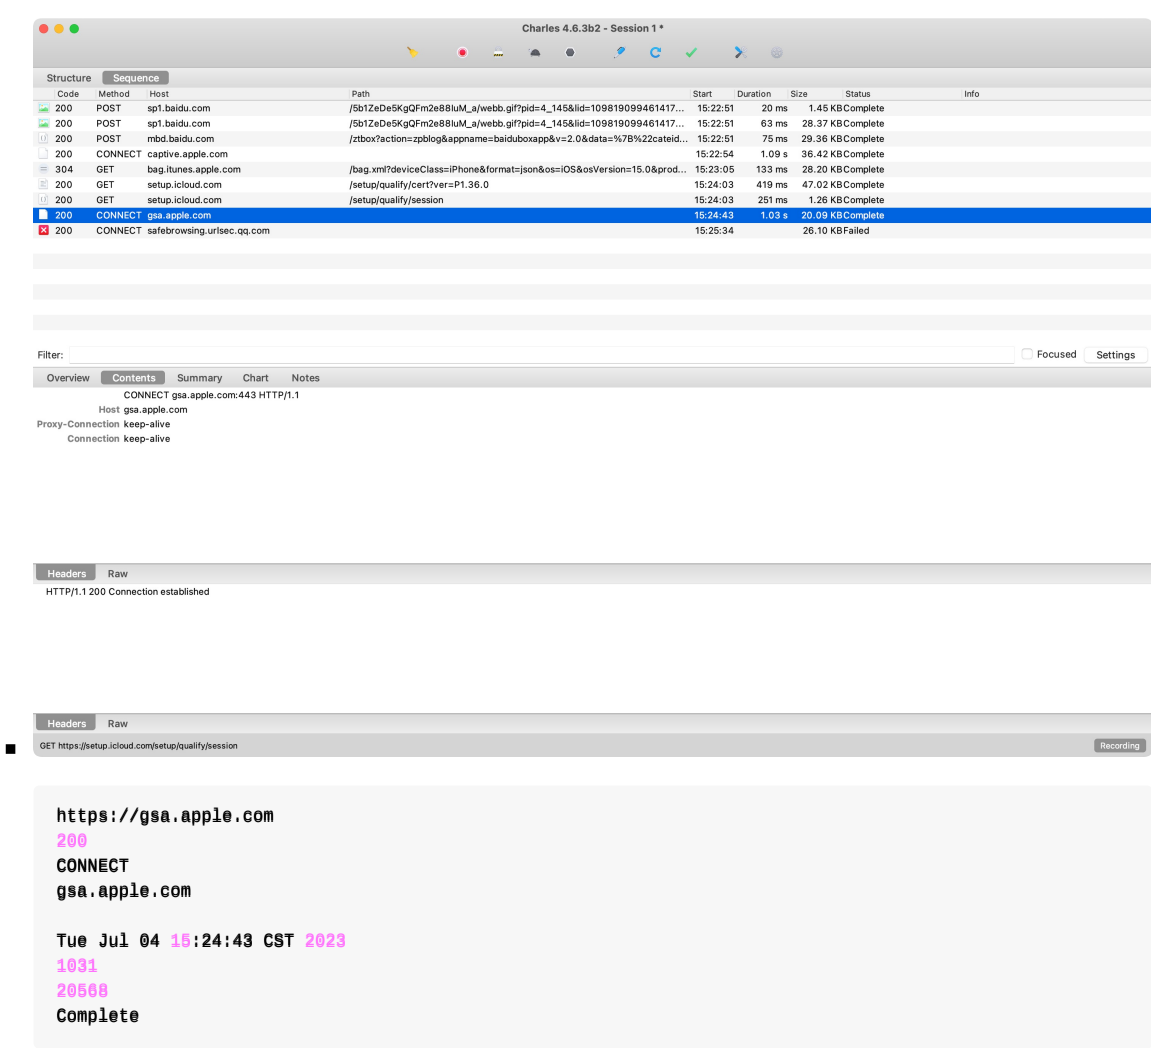 Charles 4.6.3b2 - Session 1 *
Structure Sequence
Code Method Host Path Start Duration Size Status Info
200 POST sp1.baidu.com /5b1ZeDe5KgQFm2e88IuM_a/webb.gif?pid=4_145&lid=109819099461417... 15:22:51 20 ms 1.45 KB Complete
200 POST sp1.baidu.com /5b1ZeDe5KgQFm2e88IuM_a/webb.gif?pid=4_145&lid=109819099461417... 15:22:51 63 ms 28.37 KB Complete
200 POST mbd.baidu.com /ztbox?action=zpblog&appname=baiduboxapp&v=2.0&data=%7B%22cateid... 15:22:51 75 ms 29.36 KB Complete
200 CONNECT captive.apple.com 15:22:54 1.09 s 36.42 KB Complete
304 GET bag.itunes.apple.com /bag.xml?deviceClass=iPhone&format=json&os=iOS&osVersion=15.0&prod... 15:23:05 133 ms 28.20 KB Complete
200 GET setup.icloud.com /setup/qualify/cert?ver=P1.36.0 15:24:03 419 ms 47.02 KB Complete
200 GET setup.icloud.com /setup/qualify/session 15:24:03 251 ms 1.26 KB Complete
200 CONNECT gsa.apple.com 15:24:43 1.03 s 20.09 KB Complete
200 CONNECT safebrowsing.urlsec.qq.com 15:25:34 26.10 KB Failed
Filter: Focused Settings
Overview Contents Summary Chart Notes
CONNECT gsa.apple.com:443 HTTP/1.1
Host gsa.apple.com
Proxy-Connection keep-alive
Connection keep-alive
Headers Raw
HTTP/1.1 200 Connection established
Headers Raw
GET https://setup.icloud.com/setup/qualify/session Recording
https://gsa.apple.com
200
CONNECT
gsa.apple.com
Tue Jul 04 15:24:43 CST 2023
1031
20568
Complete